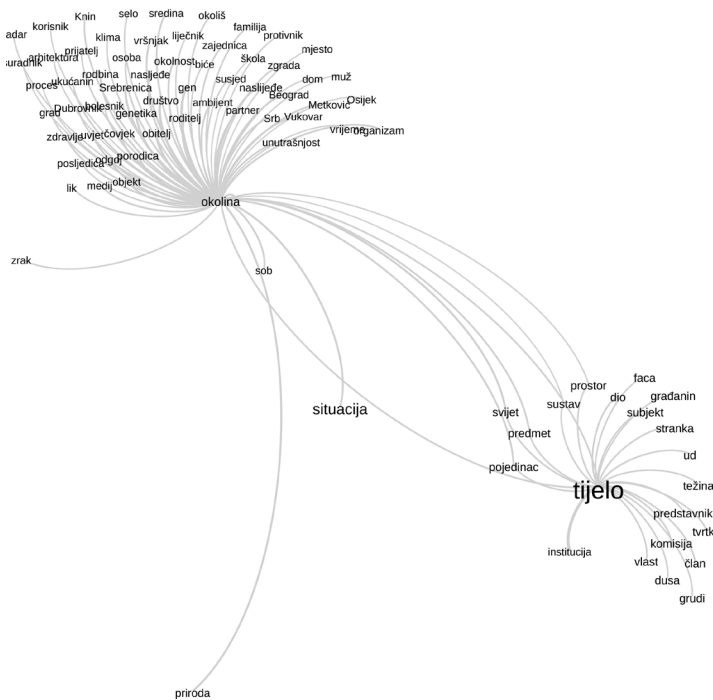 sredina
selo
okoliš
Knin
korisnik
familija
adar
liječnik
protivnik
klima
vršnjak
zajednica
mjesto
prijatelj
arhitektura
osoba
okolnost
biće
škola
zgrada
suradnik
rodbina
nasljeđe
susjed
dom
muž
proces
ukućanin
Srebrenica
gen
naslijeđe
Beograd
društvo
ambijent
Metković
Osijek
grad
Dubrovnik
bolesnik
genetika
roditelj
partner
Srb
Vukovar
zdravlje
uvjet
čovjek
obitelj
vrijeme
organizam
unutrašnjost
posljedica
odgoj
porodica
lik
medij
objekt
okolina
zrak
sob
situacija
faca
prostor
dio
građanin
svijet
sustav
subjekt
predmet
stranka
ud
pojedinac
tijelo
težina
predstavnik
tvrtk
institucija
komisija
vlast
član
dusa
grudi
priroda